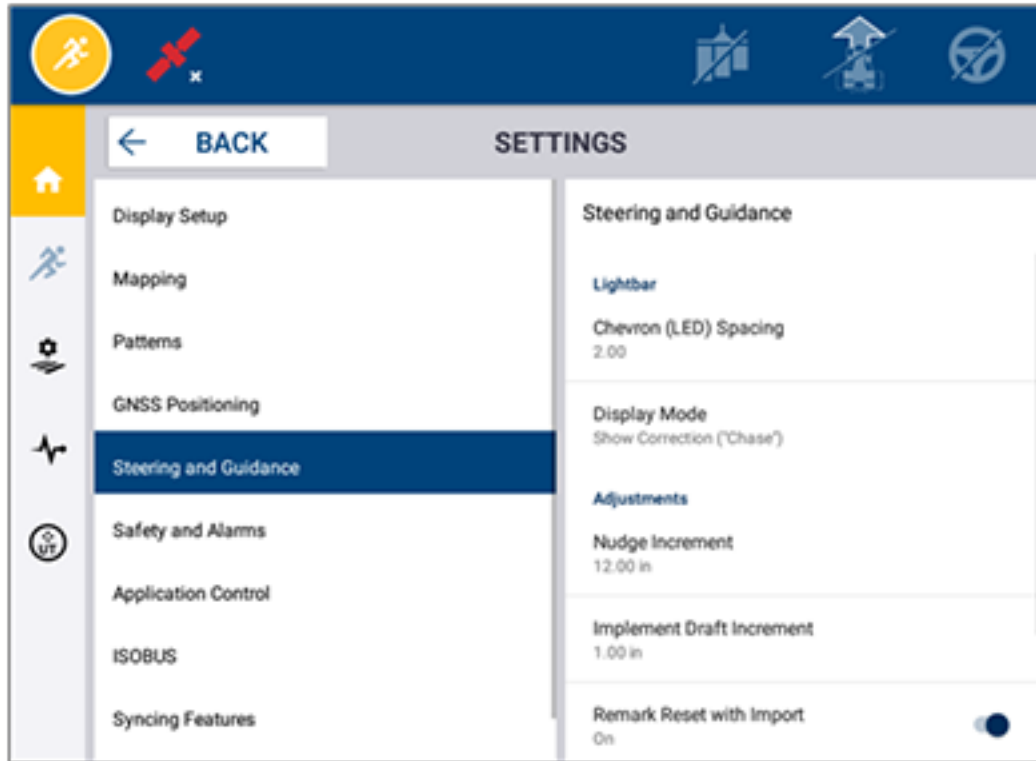 BACK
SETTINGS
Display Setup
Mapping
Patterns
GNSS Positioning
Steering and Guidance
Safety and Alarms
Application Control
ISOBUS
Syncing Features
UT
Steering and Guidance
Lightbar
Chevron (LED) Spacing
2.00
Display Mode
Show Correction ("Chase")
Adjustments
Nudge Increment
12.00 in
Implement Draft Increment
1.00 in
Remark Reset with Import
On